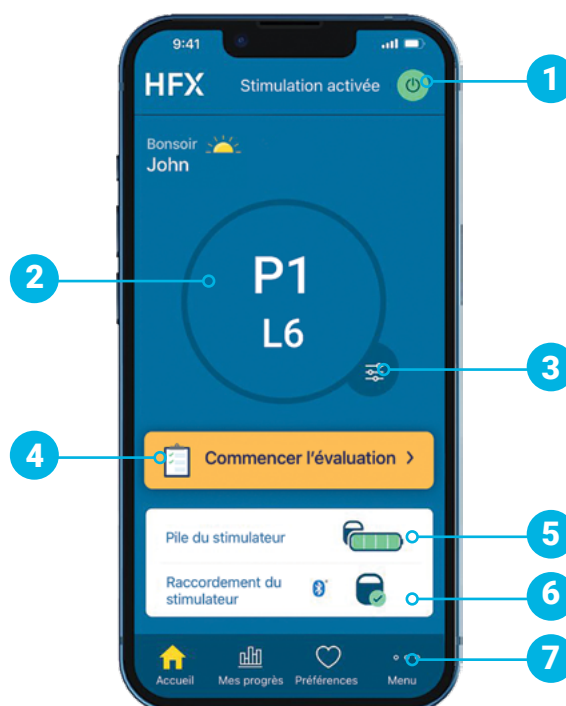 9:41
HFX Stimulation activée
1
Bonsoir
John
2
P1
L6
3
4
Commencer l'évaluation >
Pile du stimulateur
5
Raccordement du
stimulateur
6
7
Accueil Mes progrès Préférences Menu